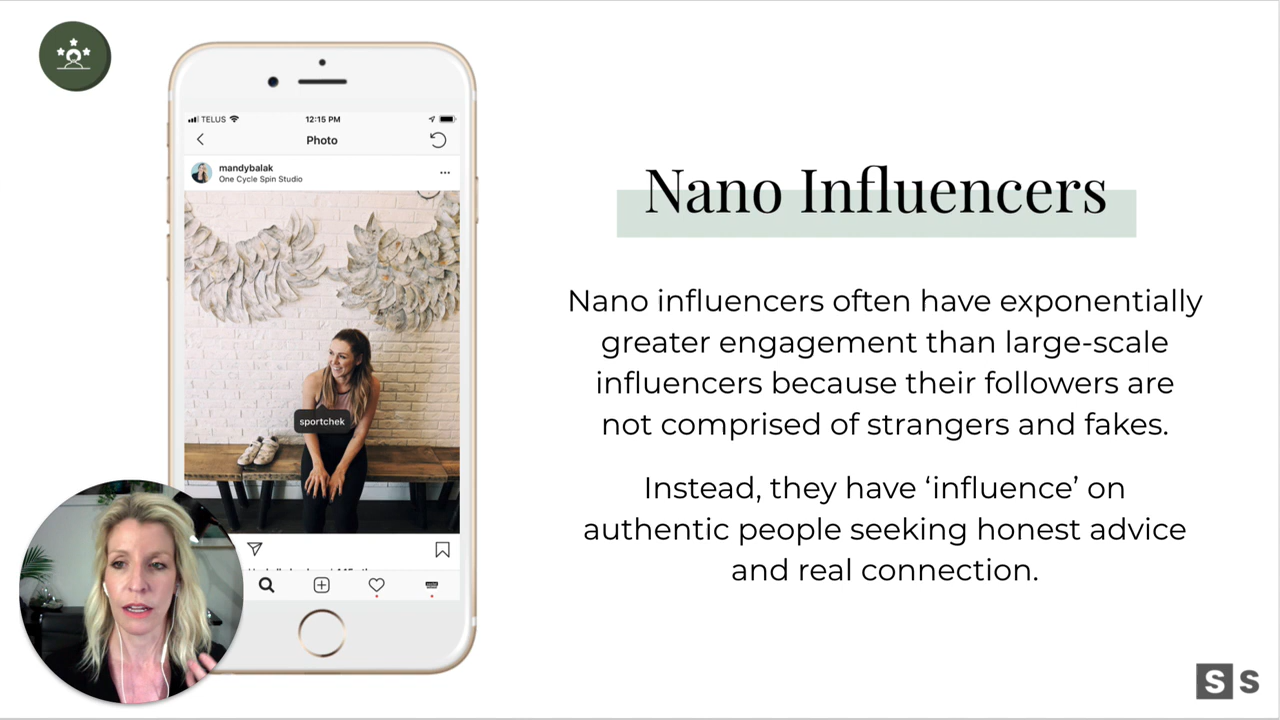 TELUS
12:15 PM
Photo
mandybalak
One Cycle Spin Studio
sportchek
Nano Influencers
Nano influencers often have exponentially
greater engagement than large-scale
influencers because their followers are
not comprised of strangers and fakes.
Instead, they have ‘influence’ on
authentic people seeking honest advice
and real connection.
S S